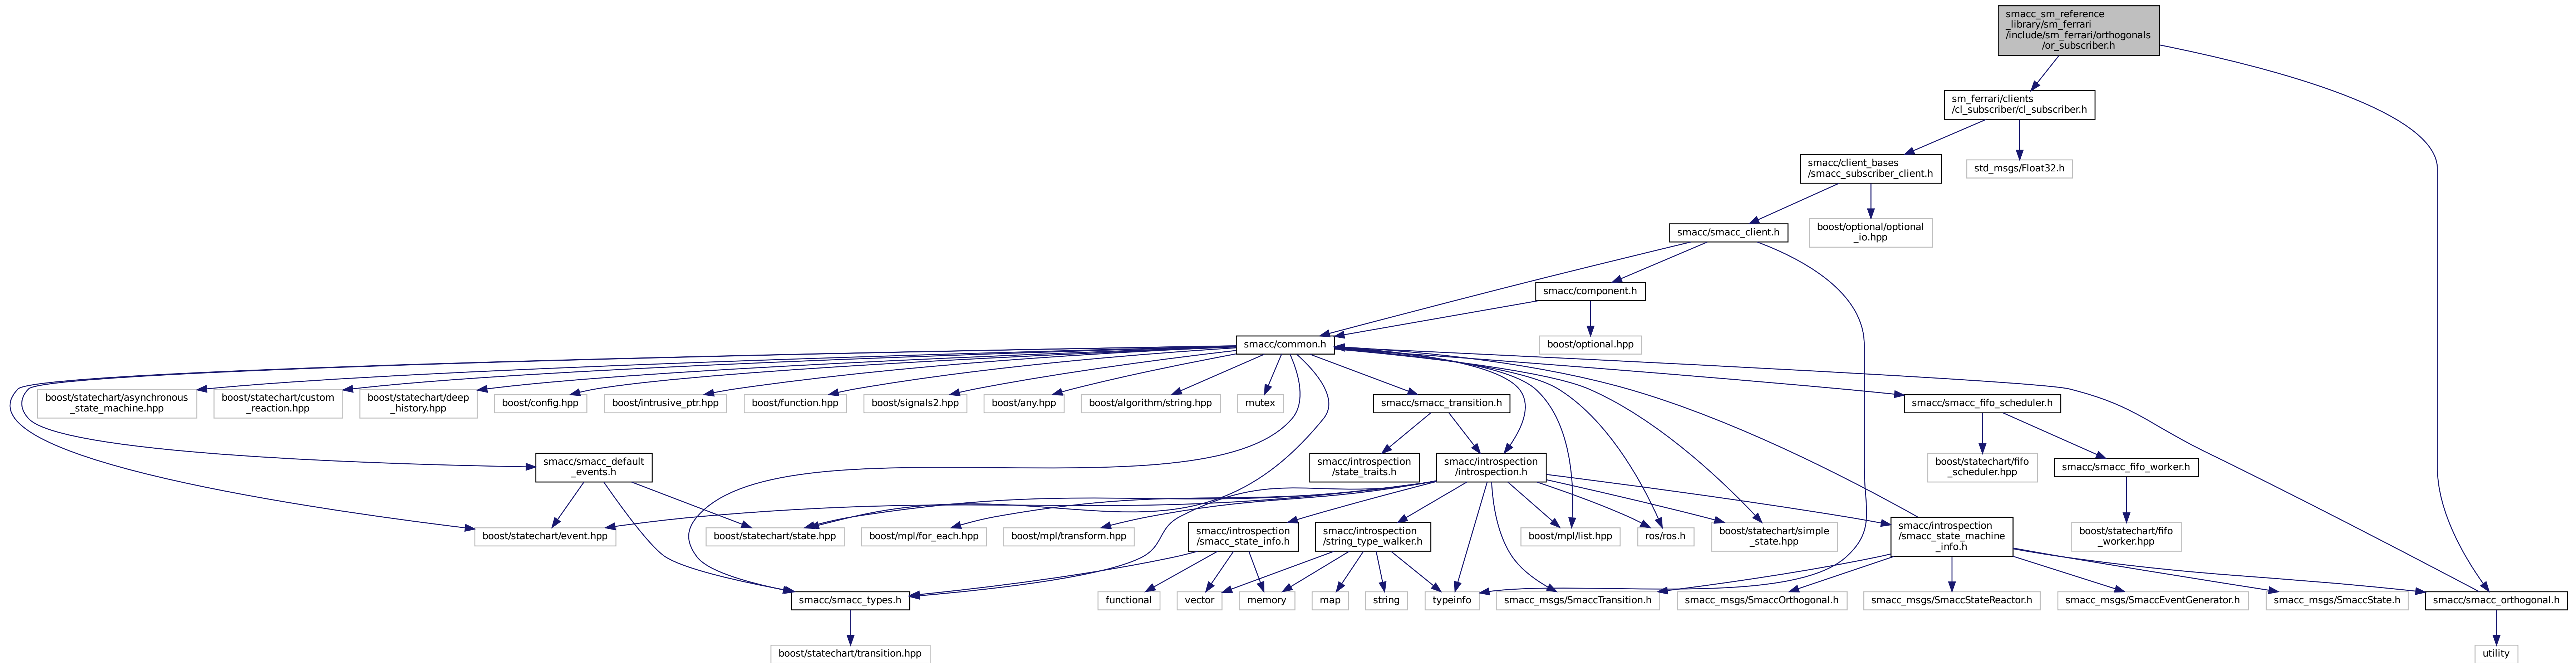 smacc_sm_reference
_library/sm_ferrari
/include/sm_ferrari/orthogonals
/or_subscriber.h
sm_ferrari/clients
/cl_subscriber/cl_subscriber.h
smacc/client_bases
/smacc_subscriber_client.h
std_msgs/Float32.h
smacc/smacc_client.h
boost/optional/optional
_io.hpp
smacc/component.h
smacc/common.h
boost/optional.hpp
boost/statechart/asynchronous
_state_machine.hpp
boost/statechart/custom
_reaction.hpp
boost/statechart/deep
_history.hpp
boost/config.hpp
boost/intrusive_ptr.hpp
boost/function.hpp
boost/signals2.hpp
boost/any.hpp
boost/algorithm/string.hpp
mutex
smacc/smacc_transition.h
smacc/smacc_fifo_scheduler.h
smacc/smacc_default
_events.h
smacc/introspection
/state_traits.h
smacc/introspection
/introspection.h
boost/statechart/fifo
_scheduler.hpp
smacc/smacc_fifo_worker.h
boost/statechart/event.hpp
boost/statechart/state.hpp
boost/mpl/for_each.hpp
boost/mpl/transform.hpp
smacc/introspection
/smacc_state_info.h
smacc/introspection
/string_type_walker.h
boost/mpl/list.hpp
ros/ros.h
boost/statechart/simple
_state.hpp
smacc/introspection
/smacc_state_machine
_info.h
boost/statechart/fifo
_worker.hpp
smacc/smacc_types.h
functional
vector
memory
map
string
typeinfo
smacc_msgs/SmaccTransition.h
smacc_msgs/SmaccOrthogonal.h
smacc_msgs/SmaccStateReactor.h
smacc_msgs/SmaccEventGenerator.h
smacc_msgs/SmaccState.h
smacc/smacc_orthogonal.h
boost/statechart/transition.hpp
utility